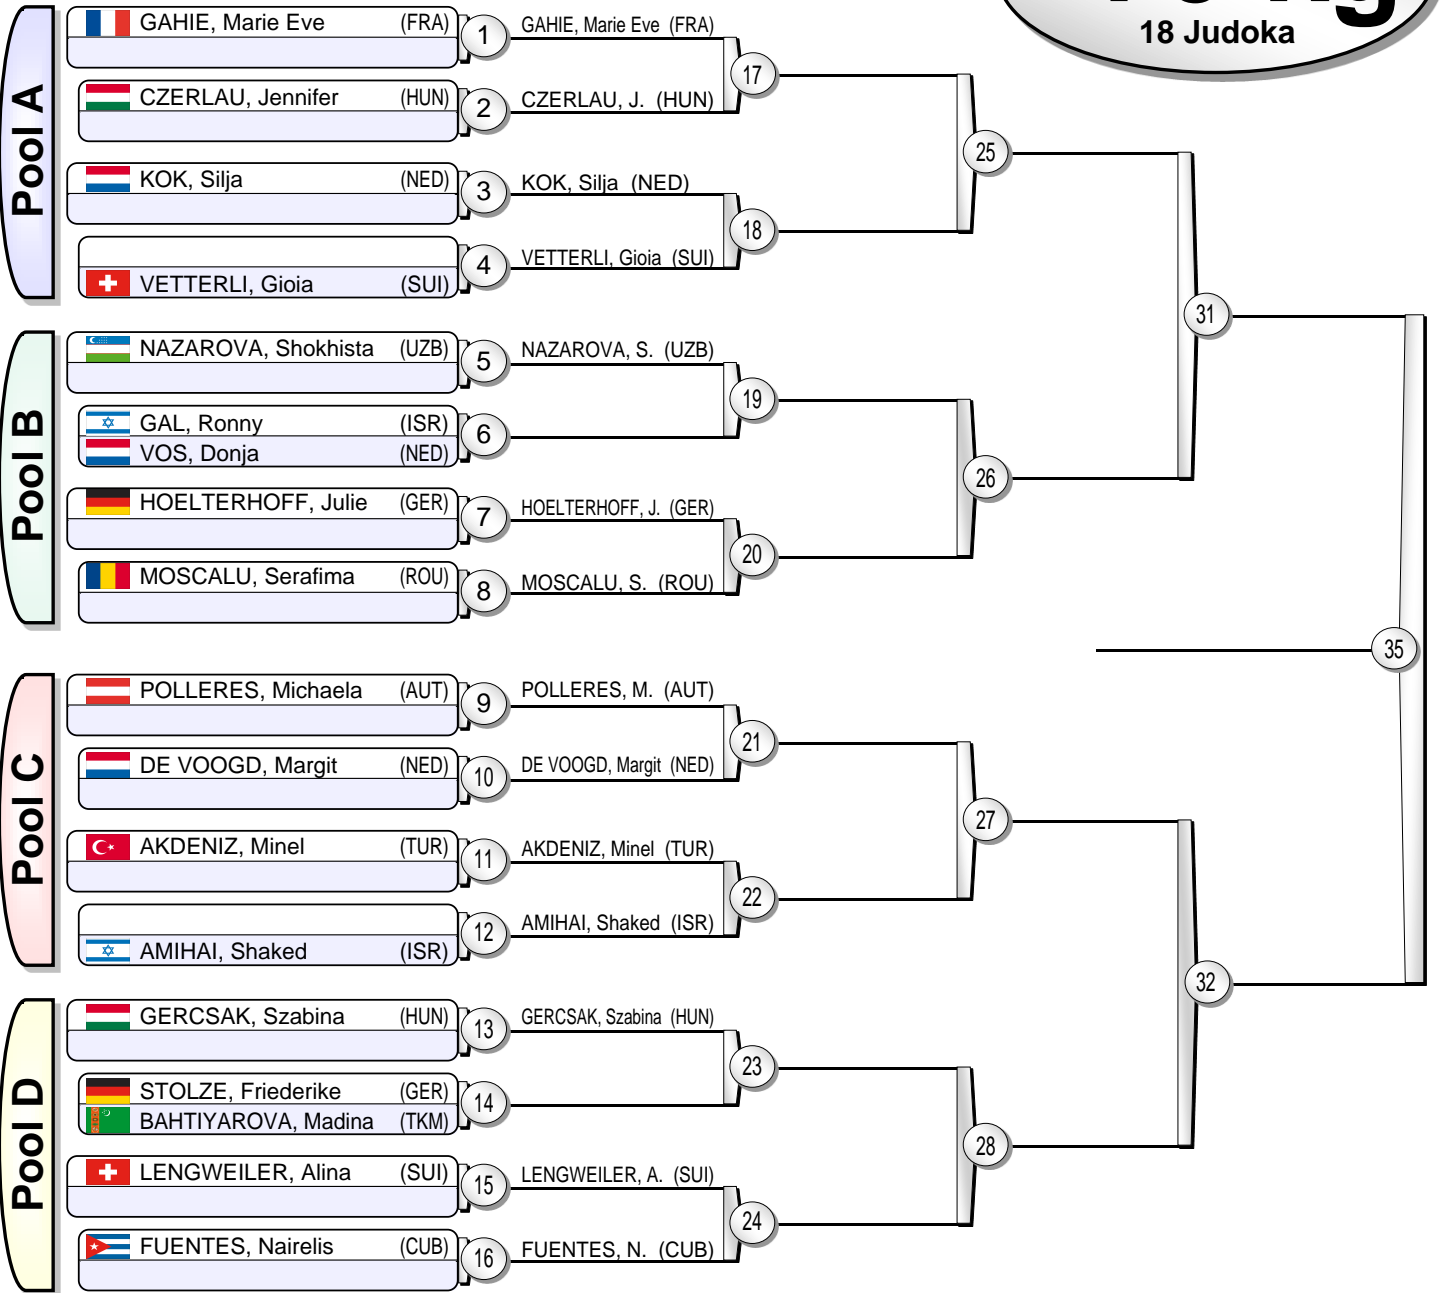 18 Judoka
Pool A
GAHIE, Marie Eve (FRA) 1 GAHIE, Marie Eve (FRA)
17
CZERLAU, Jennifer (HUN) 2 CZERLAU, J. (HUN)
25
KOK, Silja (NED) 3 KOK, Silja (NED)
18
4 VETTERLI, Gioia (SUI)
VETTERLI, Gioia (SUI)
31
Pool B
NAZAROVA, Shokhista (UZB) 5 NAZAROVA, S. (UZB)
19
GAL, Ronny (ISR) 6
VOS, Donja (NED)
26
HOELTERHOFF, Julie (GER) 7 HOELTERHOFF, J. (GER)
20
MOSCALU, Serafima (ROU) 8 MOSCALU, S. (ROU)
35
Pool C
POLLERES, Michaela (AUT) 9 POLLERES, M. (AUT)
21
DE VOOGD, Margit (NED) 10 DE VOOGD, Margit (NED)
27
AKDENIZ, Minel (TUR) 11 AKDENIZ, Minel (TUR)
22
12 AMIHAI, Shaked (ISR)
AMIHAI, Shaked (ISR)
32
Pool D
GERCSAK, Szabina (HUN) 13 GERCSAK, Szabina (HUN)
23
STOLZE, Friederike (GER) 14
BAHTIYAROVA, Madina (TKM)
28
LENGWEILER, Alina (SUI) 15 LENGWEILER, A. (SUI)
24
FUENTES, Nairelis (CUB) 16 FUENTES, N. (CUB)